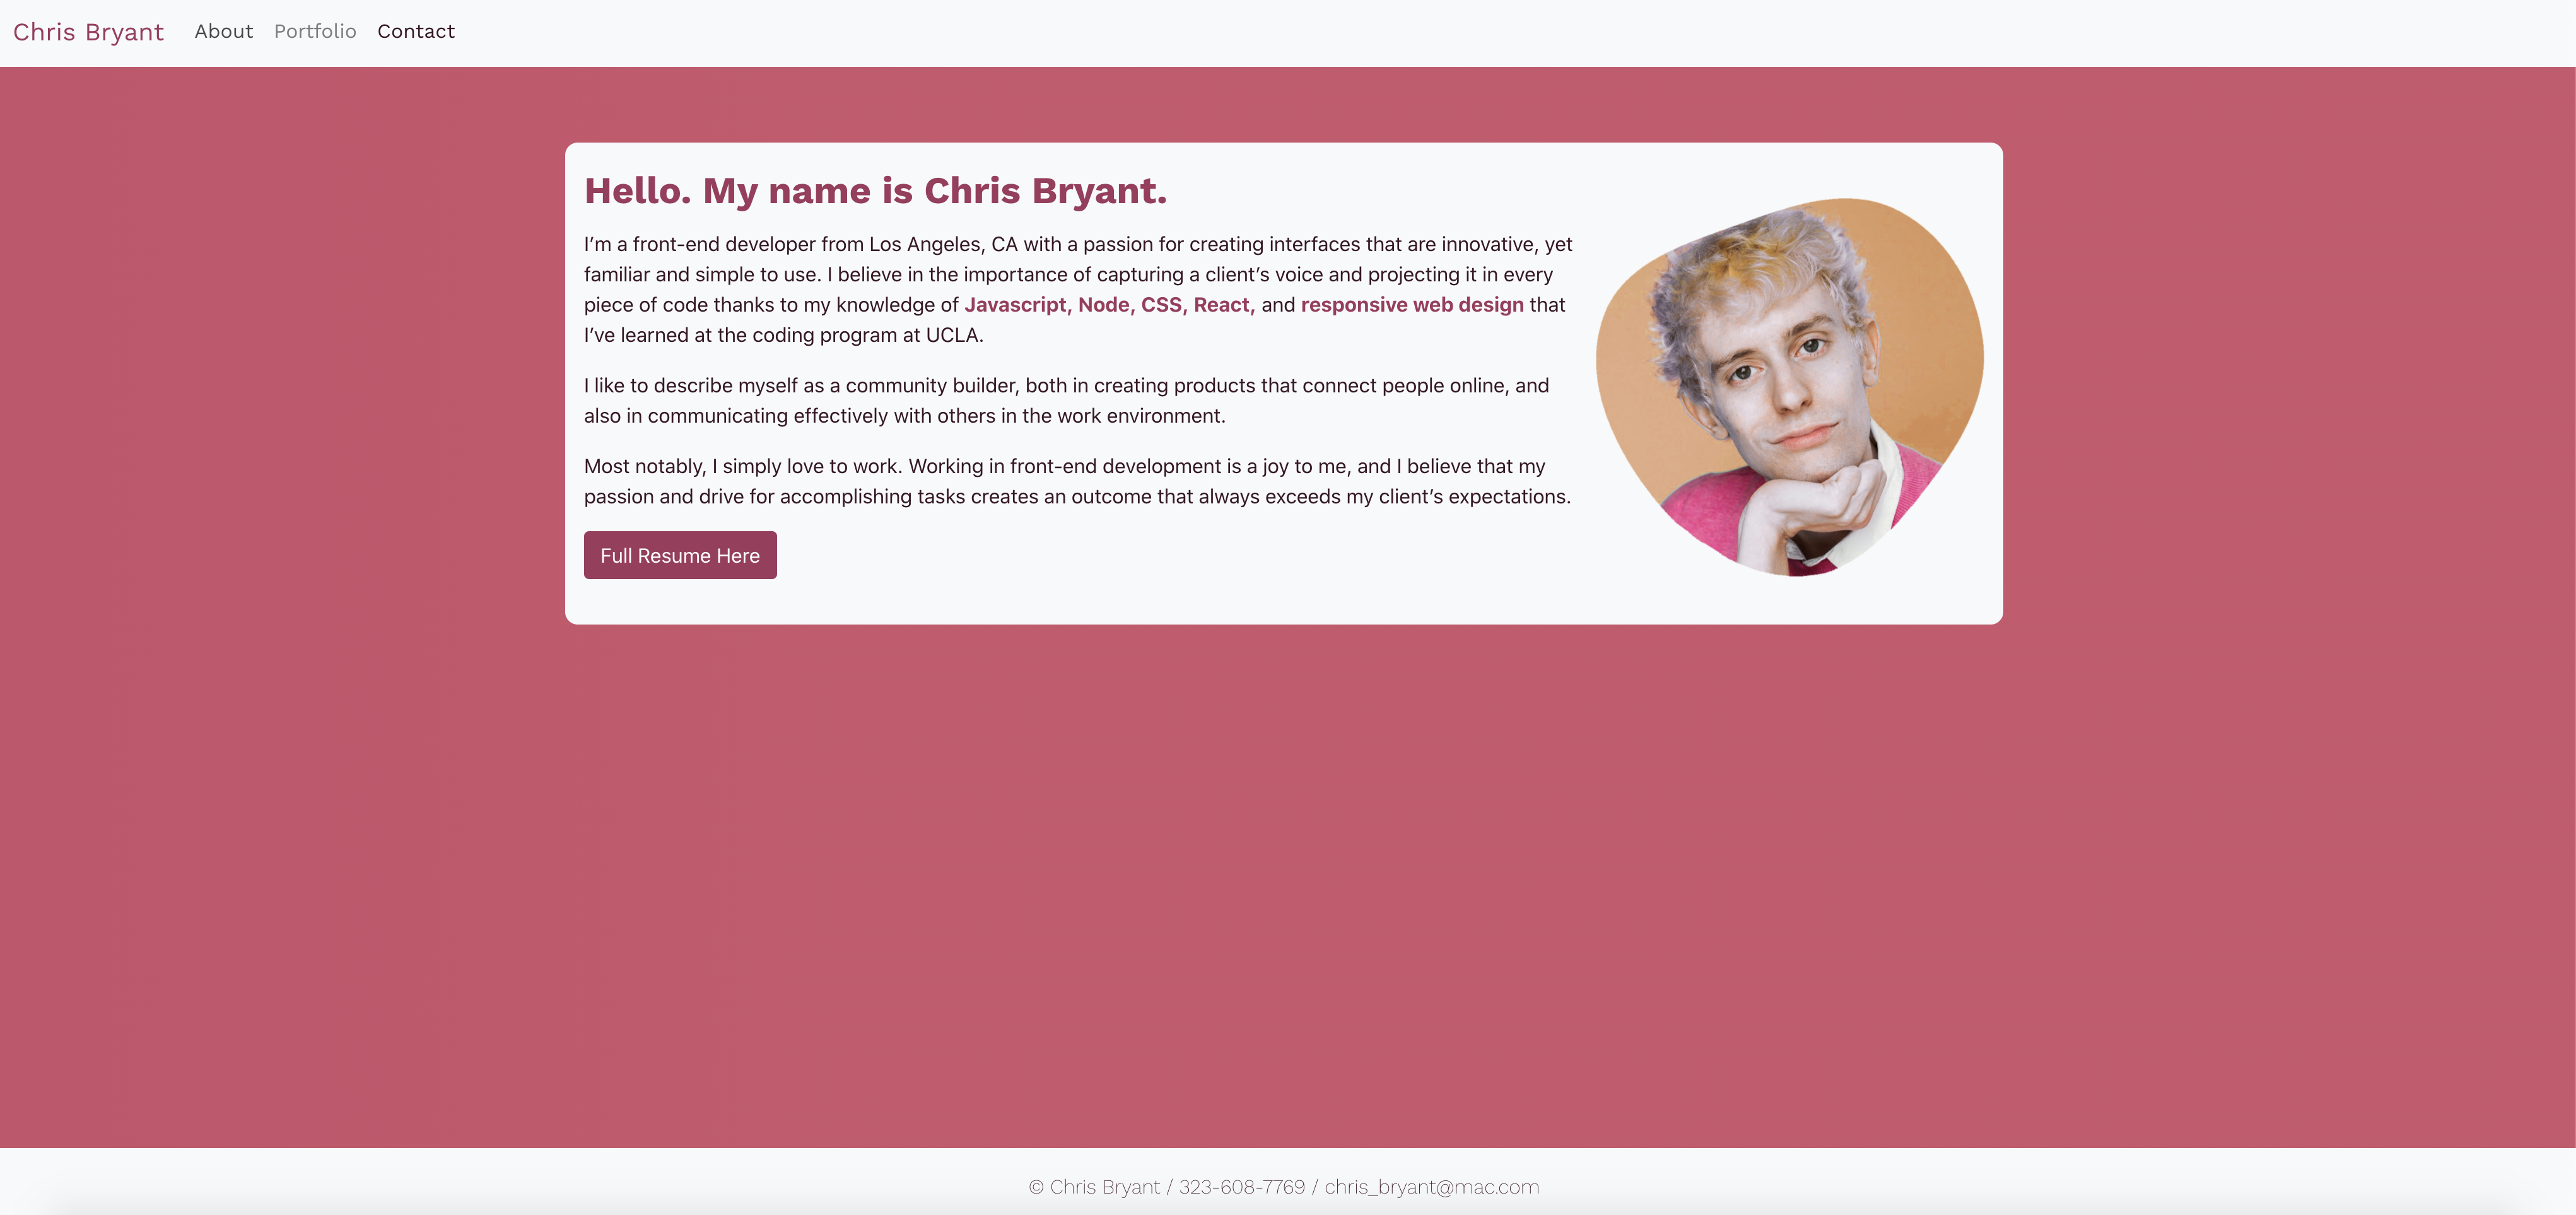 Chris Bryant About Portfolio Contact
Hello. My name is Chris Bryant.
I’m a front-end developer from Los Angeles, CA with a passion for creating interfaces that are innovative, yet
familiar and simple to use. I believe in the importance of capturing a client’s voice and projecting it in every
piece of code thanks to my knowledge of Javascript, Node, CSS, React, and responsive web design that
I’ve learned at the coding program at UCLA.
I like to describe myself as a community builder, both in creating products that connect people online, and
also in communicating effectively with others in the work environment.
Most notably, I simply love to work. Working in front-end development is a joy to me, and I believe that my
passion and drive for accomplishing tasks creates an outcome that always exceeds my client’s expectations.
Full Resume Here
© Chris Bryant / 323-608-7769 / chris_bryant@mac.com